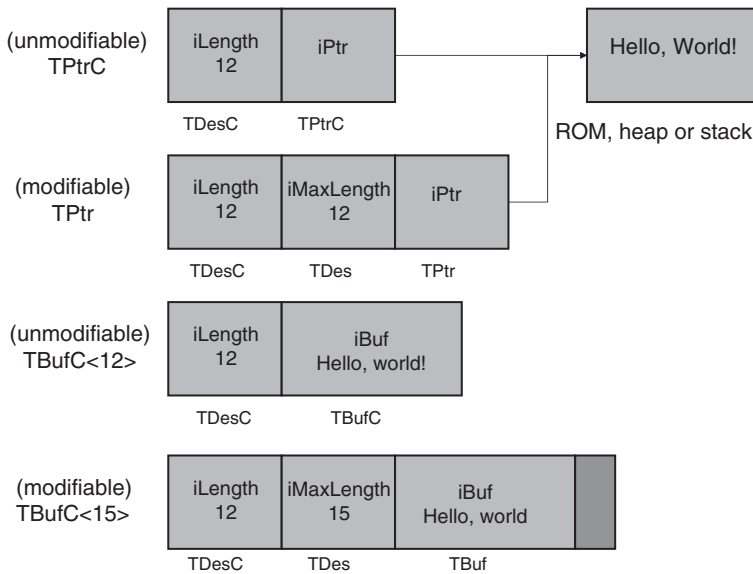 (unmodifiable)
TPtrC
iLength
12
iPtr
Hello, World!
TDesC
TPtrC
ROM, heap or stack
(modifiable)
TPtr
iLength
12
iMaxLength
12
iPtr
TDesC
TDes
TPtr
(unmodifiable)
TBufC<12>
iLength
12
iBuf
Hello, world!
TDesC
TBufC
(modifiable)
TBufC<15>
iLength
12
iMaxLength
15
iBuf
Hello, world
TDesC
TDes
TBuf